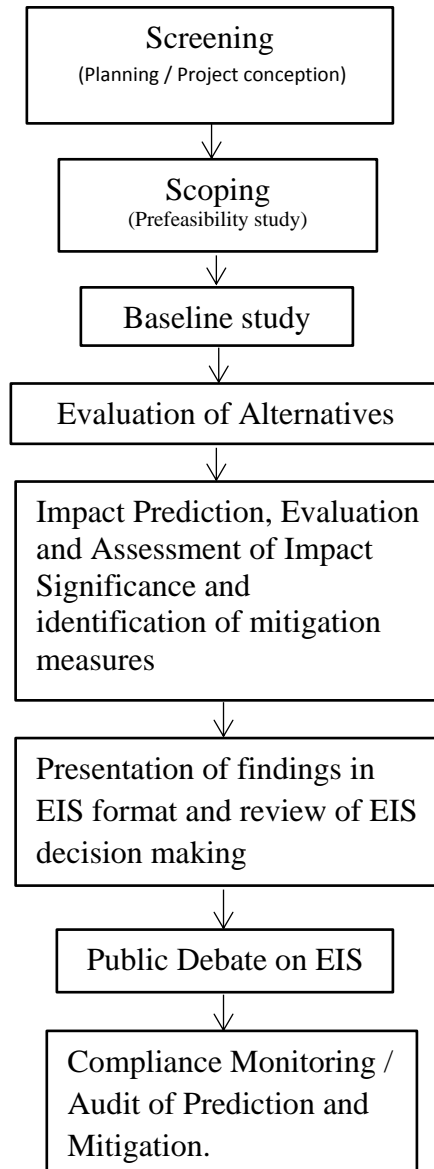 Screening
(Planning / Project conception)
Scoping
(Prefeasibility study)
Baseline study
Evaluation of Alternatives
Impact Prediction, Evaluation
and Assessment of Impact
Significance and
identification of mitigation
measures
Presentation of findings in
EIS format and review of EIS
decision making
Public Debate on EIS
Compliance Monitoring /
Audit of Prediction and
Mitigation.